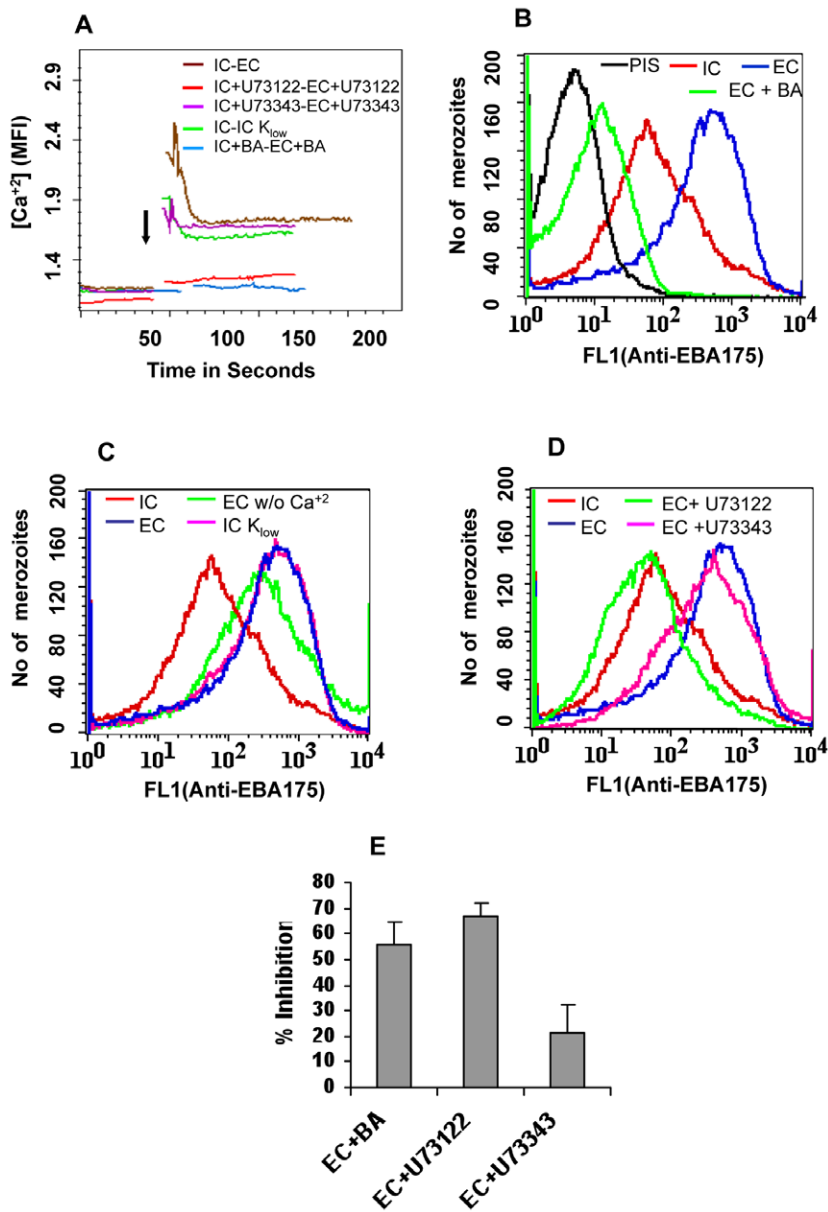 A
[Ca+2] (MFI)
2.9
2.4
1.9
1.4
IC-EC
IC+U73122-EC+U73122
IC+U73343-EC+U73343
IC-IC Klow
IC+BA-EC+BA
50 100 150 200
Time in Seconds
B
No of merozoites
200
160
120
80
40
0
PIS IC EC
EC + BA
10^0 10^1 10^2 10^3 10^4
FL1(Anti-EBA175)
C
No of merozoites
200
160
120
80
40
0
IC EC w/o Ca+2
EC IC Klow
10^0 10^1 10^2 10^3 10^4
FL1(Anti-EBA175)
D
No of merozoites
200
160
120
80
40
0
IC EC+ U73122
EC EC +U73343
10^0 10^1 10^2 10^3 10^4
FL1(Anti-EBA175)
E
% Inhibition
80
70
60
50
40
30
20
10
0
EC+BA
EC+U73122
EC+U73343